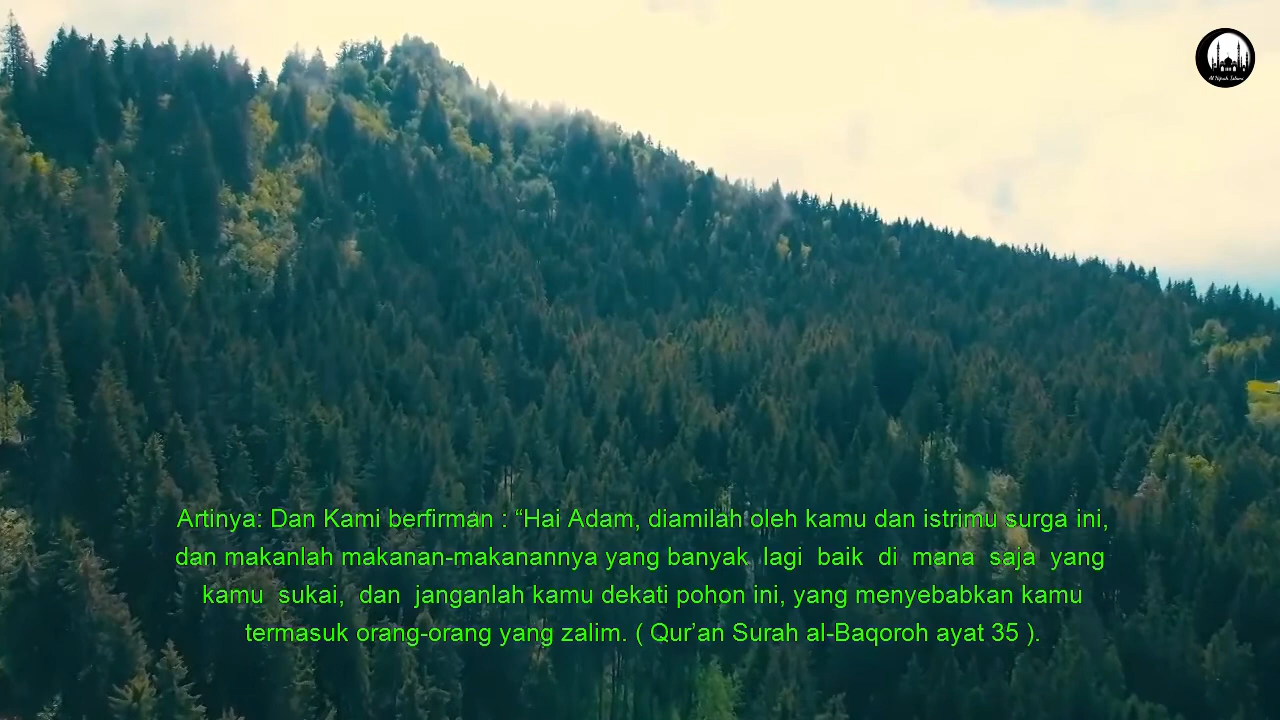 Artinya: Dan Kami berfirman : “Hai Adam, diamilah oleh kamu dan istrimu surga ini,
dan makanlah makanan-makanannya yang banyak lagi baik di mana saja yang
kamu sukai, dan janganlah kamu dekati pohon ini, yang menyebabkan kamu
termasuk orang-orang yang zalim. ( Qur’an Surah al-Baqoroh ayat 35 ).